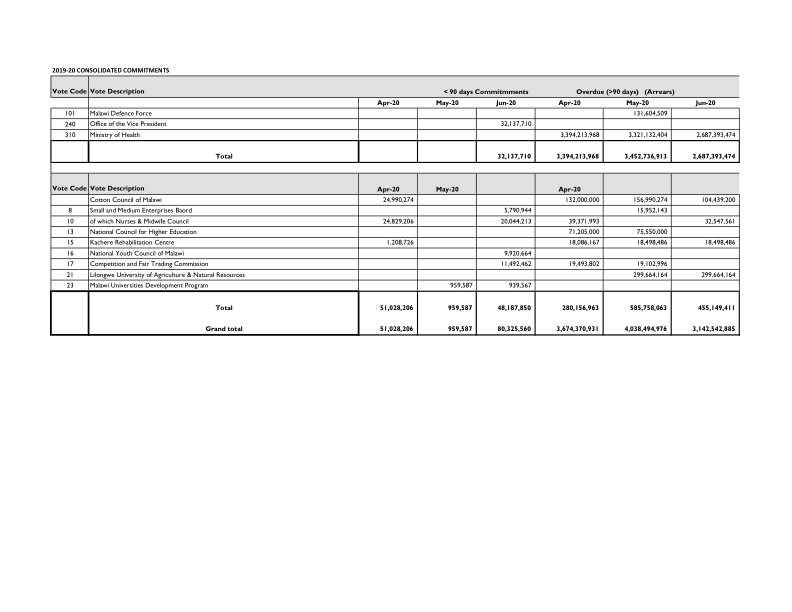 2019-20 CONSOLIDATED COMMITMENTS
Vote Code Vote Description < 90 days Commitmments Overdue (>90 days) (Arrears)
Apr-20 May-20 Jun-20 Apr-20 May-20 Jun-20
101 Malawi Defence Force 131,604,509
240 Office of the Vice President 32,137,710
310 Ministry of Health 3,394,213,968 3,321,132,404 2,687,393,474
Total 32,137,710 3,394,213,968 3,452,736,913 2,687,393,474
Vote Code Vote Description Apr-20 May-20 Apr-20
Cotton Council of Malawi 24,990,274 132,000,000 156,990,274 104,439,200
8 Small and Medium Enterprises Baord 5,790,944 15,952,143
10 of which Nurses & Midwife Council 24,829,206 20,044,213 39,371,993 32,547,561
13 National Council for Higher Education 71,205,000 75,550,000
15 Kachere Rehabilitation Centre 1,208,726 18,086,167 18,498,486 18,498,486
16 National Youth Council of Malawi 9,920,664
17 Competition and Fair Trading Commission 11,492,462 19,493,802 19,102,996
21 Lilongwe University of Agriculture & Natural Resources 299,664,164 299,664,164
23 Malawi Universities Development Program 959,587 939,567
Total 51,028,206 959,587 48,187,850 280,156,963 585,758,063 455,149,411
Grand total 51,028,206 959,587 80,325,560 3,674,370,931 4,038,494,976 3,142,542,885